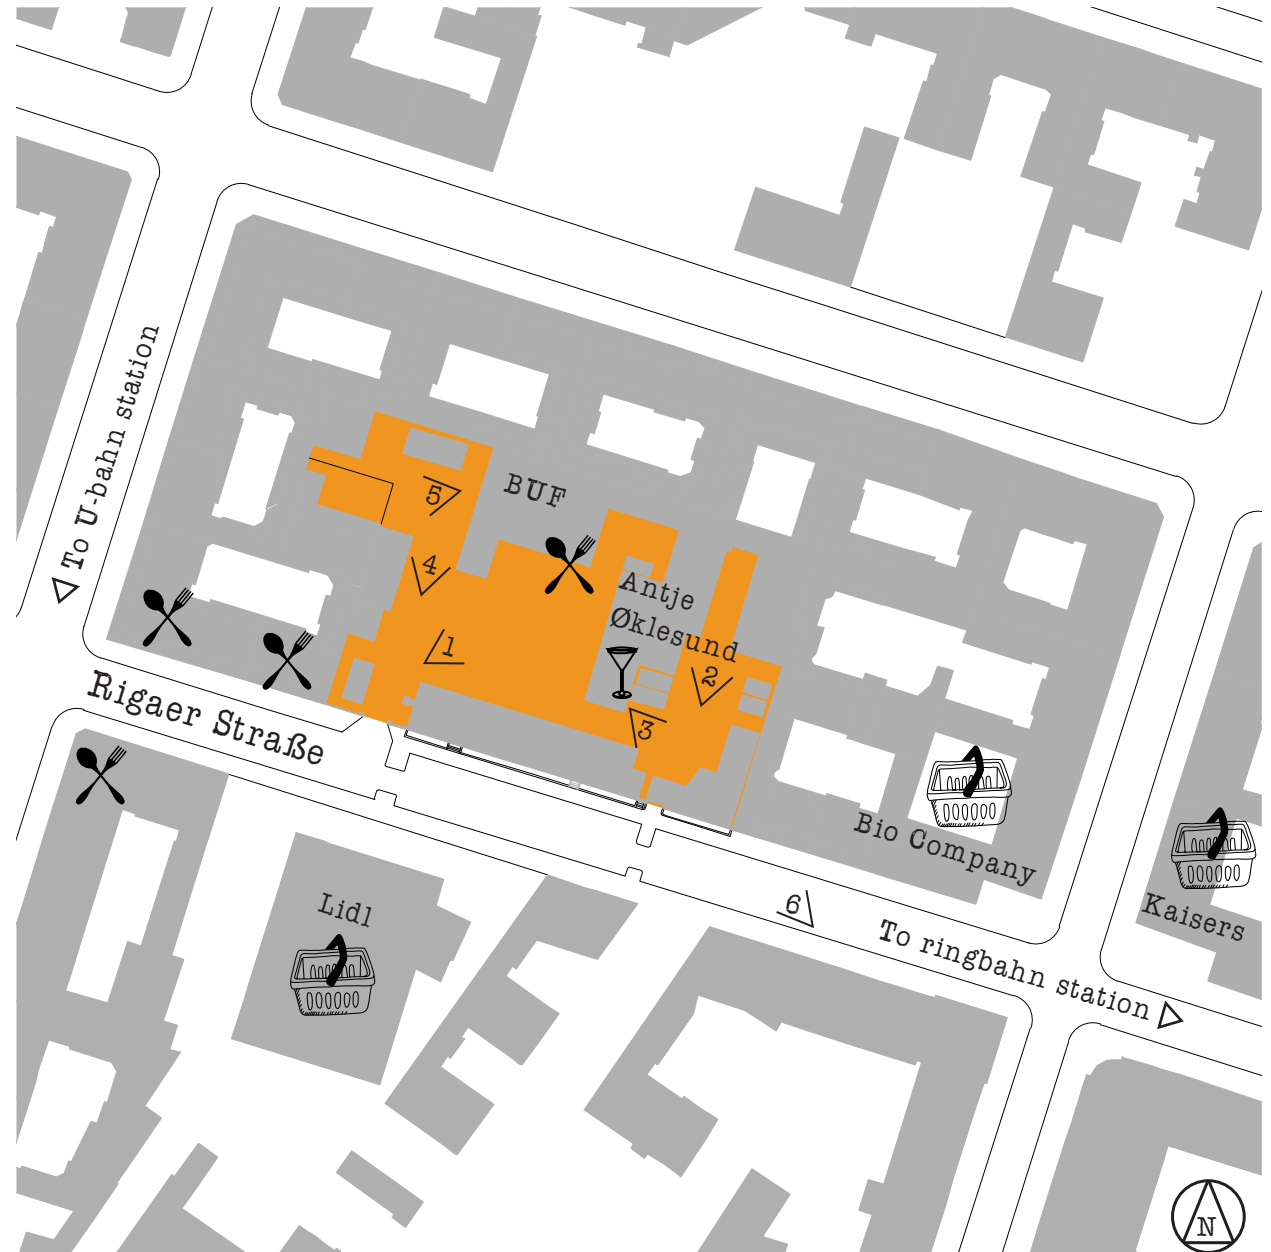 To U-bahn station
5
BUF
4
Antje
Øklesund
1
2
3
Rigaer Straße
Bio Company
Lidl
6
To ringbahn station
Kaisers
N